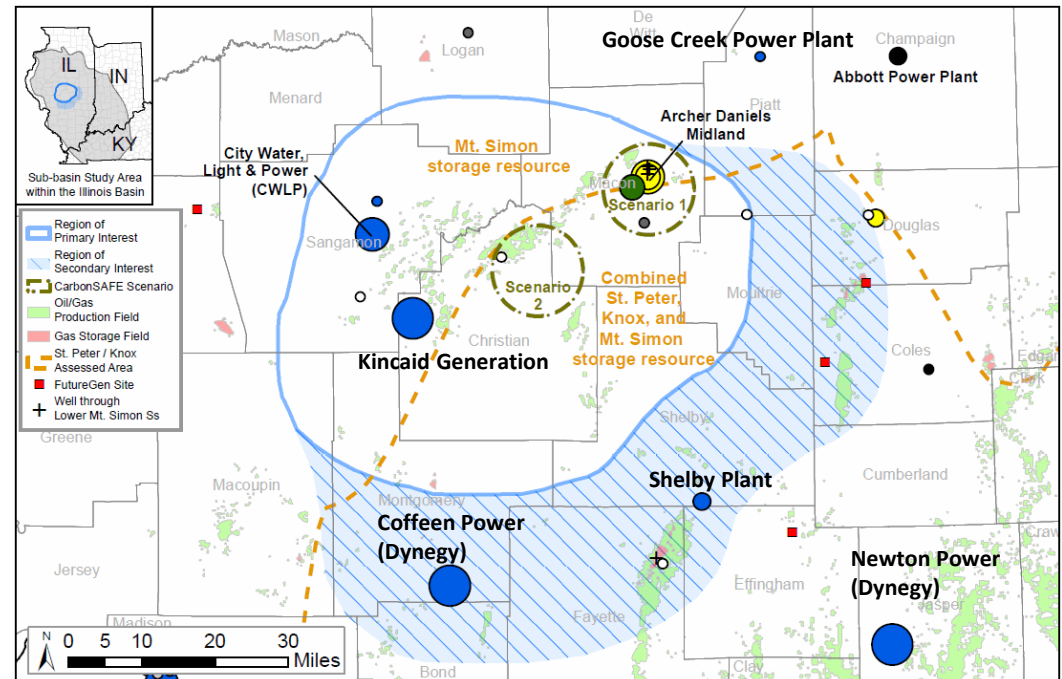 De
Witt
Mason
Logan
Goose Creek Power Plant
Champaign
Abbott Power Plant
IL
IN
KY
Sub-basin Study Area
within the Illinois Basin
Menard
Piatt
Archer Daniels
Midland
City Water,
Light & Power
(CWLP)
Mt. Simon
storage resource
Macon
Scenario 1
Sangamon
Douglas
Region of
Primary Interest
Region of
Secondary Interest
CarbonSAFE Scenario
Oil/Gas
Production Field
Gas Storage Field
St. Peter / Knox
Assessed Area
FutureGen Site
Well through
Lower Mt. Simon Ss
Scenario
2
Combined
St. Peter,
Knox, and
Mt. Simon
storage resource
Moultrie
Christian
Kincaid Generation
Coles
Edgar
Clark
Greene
Shelby
Macoupin
Montgomery
Shelby Plant
Cumberland
Coffeen Power
(Dynegy)
Craw
Jersey
Effingham
Newton Power
(Dynegy)
Jasper
Fayette
Madison
Bond
Clay
N
0 5 10 20 30
Miles